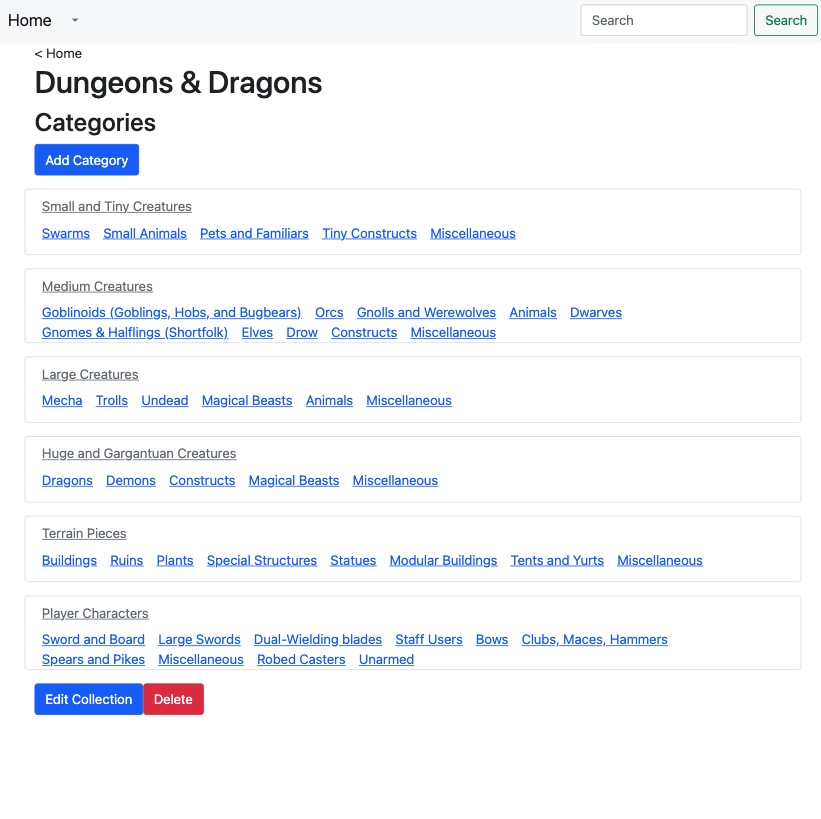 Home
Search Search
< Home
Dungeons & Dragons
Categories
Add Category
Small and Tiny Creatures
Swarms Small Animals Pets and Familiars Tiny Constructs Miscellaneous
Medium Creatures
Goblinoids (Goblings, Hobs, and Bugbears) Orcs Gnolls and Werewolves Animals Dwarves
Gnomes & Halflings (Shortfolk) Elves Drow Constructs Miscellaneous
Large Creatures
Mecha Trolls Undead Magical Beasts Animals Miscellaneous
Huge and Gargantuan Creatures
Dragons Demons Constructs Magical Beasts Miscellaneous
Terrain Pieces
Buildings Ruins Plants Special Structures Statues Modular Buildings Tents and Yurts Miscellaneous
Player Characters
Sword and Board Large Swords Dual-Wielding blades Staff Users Bows Clubs, Maces, Hammers
Spears and Pikes Miscellaneous Robed Casters Unarmed
Edit Collection Delete